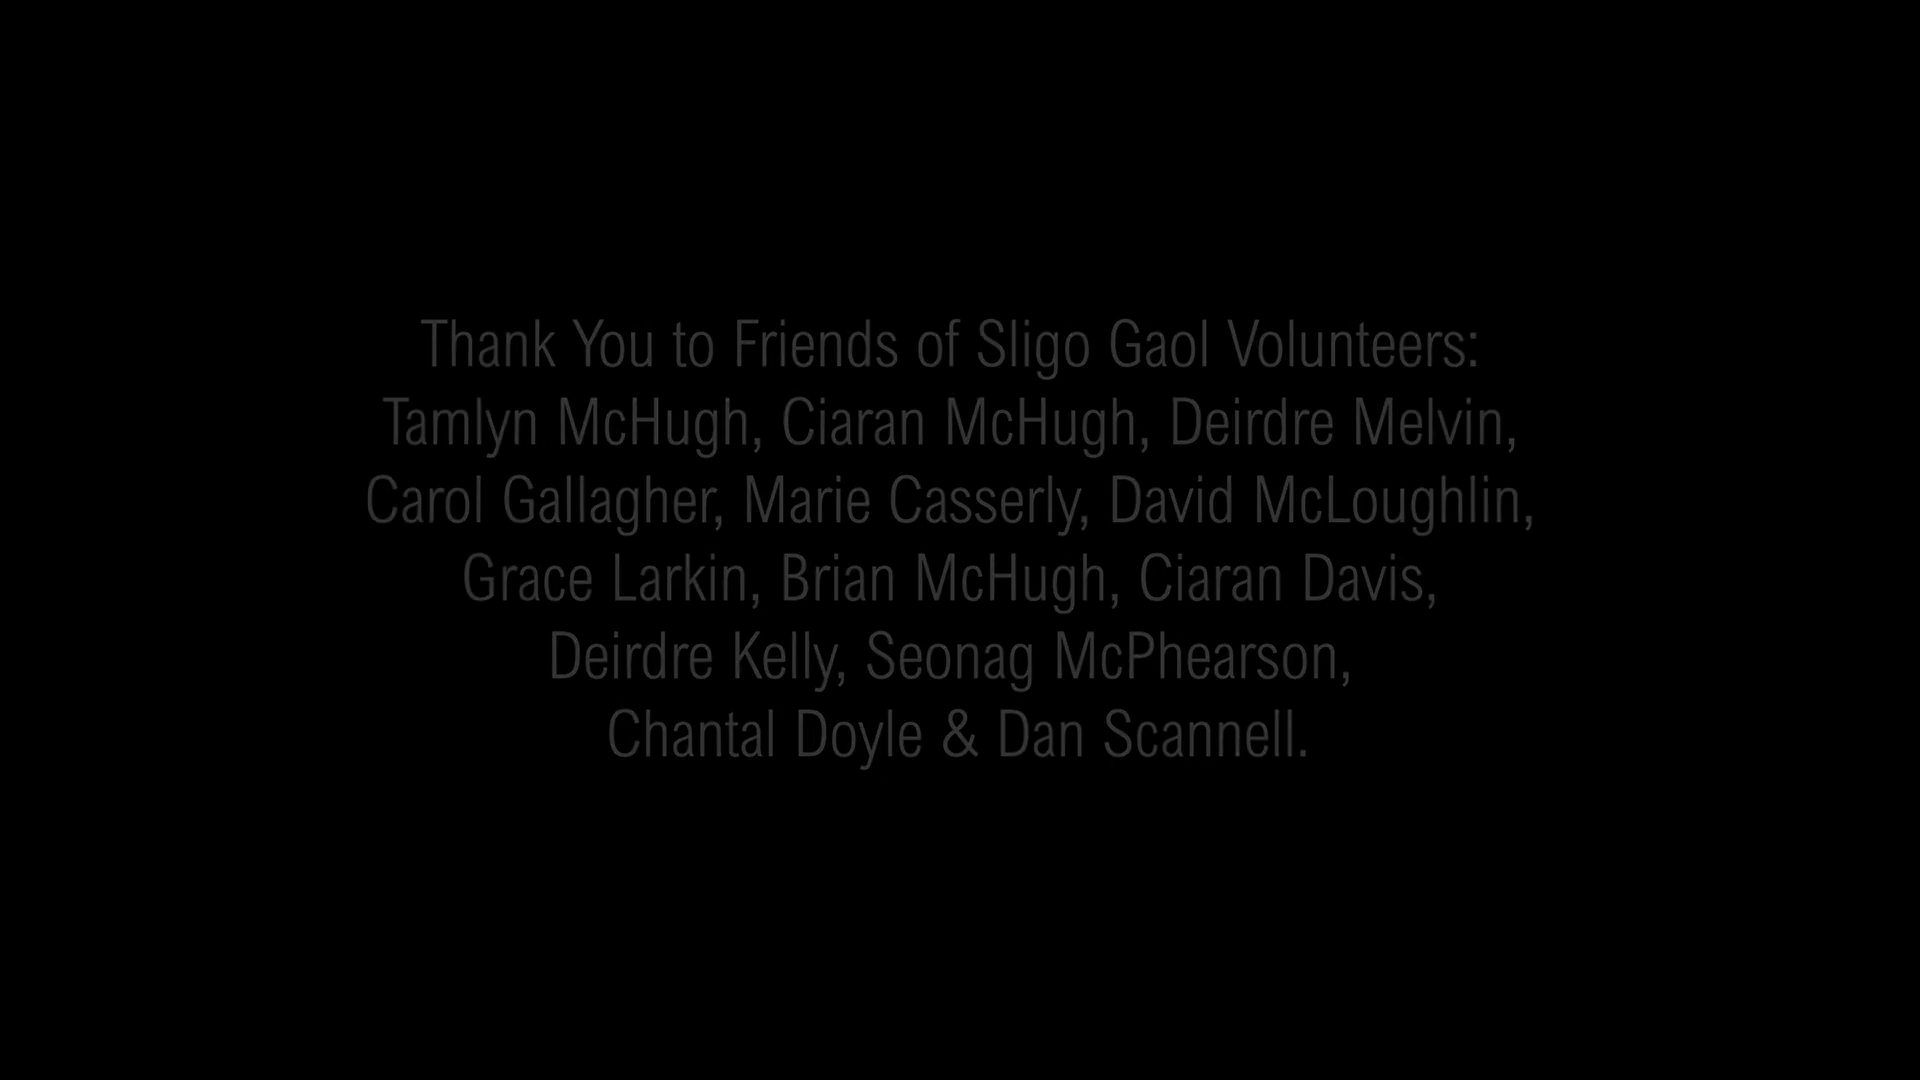 Thank You to Friends of Sligo Gaol Volunteers:
Tamlyn McHugh, Ciaran McHugh, Deirdre Melvin,
Carol Gallagher, Marie Casserly, David McLoughlin,
Grace Larkin, Brian McHugh, Ciaran Davis,
Deirdre Kelly, Seonag McPhearson,
Chantal Doyle & Dan Scannell.